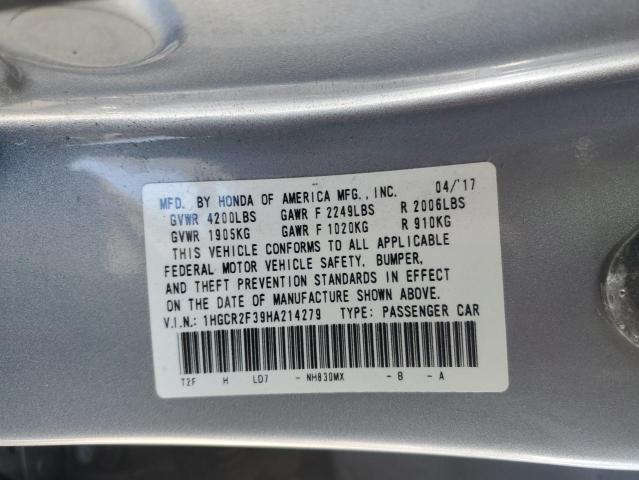 MFD. BY HONDA OF AMERICA MFG., INC. 04/'17
GVWR 4200LBS GAWR F 2249LBS R 2006LBS
GVWR 1905KG GAWR F 1020KG R 910KG
THIS VEHICLE CONFORMS TO ALL APPLICABLE
FEDERAL MOTOR VEHICLE SAFETY, BUMPER,
AND THEFT PREVENTION STANDARDS IN EFFECT
ON THE DATE OF MANUFACTURE SHOWN ABOVE.
V.I.N.: 1HGCR2F39HA214279 TYPE: PASSENGER CAR
T2F H LD7 - NH830MX - B - A